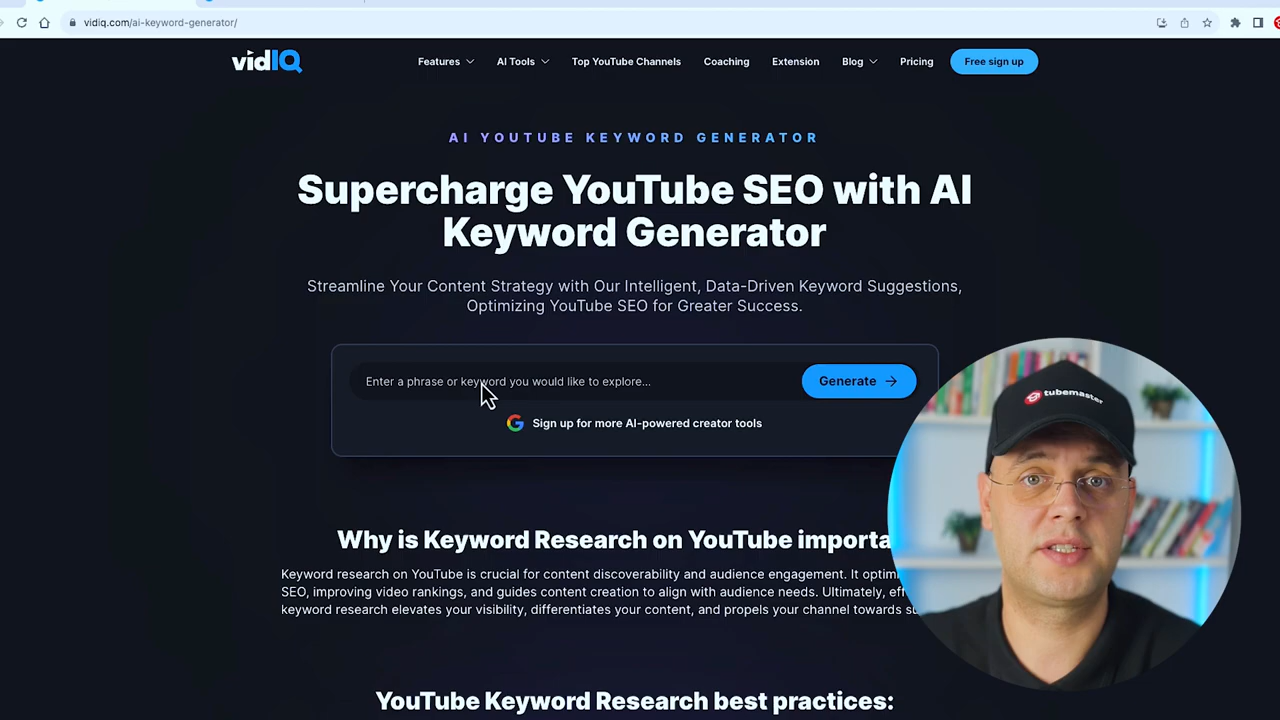 vidiq.com/ai-keyword-generator/
vidIQ
Features AI Tools Top YouTube Channels Coaching Extension Blog Pricing Free sign up
AI YOUTUBE KEYWORD GENERATOR
Supercharge YouTube SEO with AI
Keyword Generator
Streamline Your Content Strategy with Our Intelligent, Data-Driven Keyword Suggestions,
Optimizing YouTube SEO for Greater Success.
Enter a phrase or keyword you would like to explore...
Generate
Sign up for more AI-powered creator tools
tubemaster
Why is Keyword Research on YouTube importa
Keyword research on YouTube is crucial for content discoverability and audience engagement. It optim
SEO, improving video rankings, and guides content creation to align with audience needs. Ultimately, eff
keyword research elevates your visibility, differentiates your content, and propels your channel towards su
YouTube Keyword Research best practices: